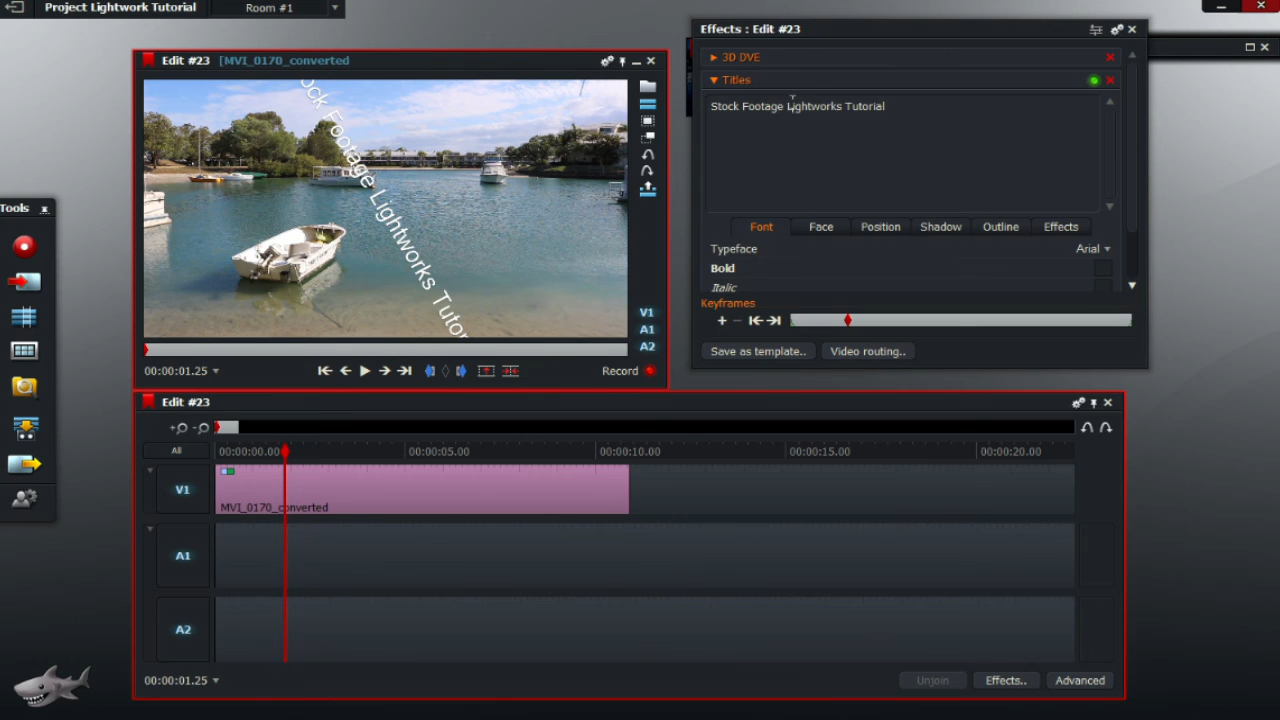 Project Lightwork Tutorial
Room #1
Edit #23 [MVI_0170_converted
ock Footage Lightworks Tutor
V1
A1
A2
00:00:01.25
Record
Effects : Edit #23
3D DVE
Titles
Stock Footage Lightworks Tutorial
Font Face Position Shadow Outline Effects
Typeface Arial
Bold
Italic
Keyframes
Save as template.. Video routing..
Tools
Edit #23
All
00:00:00.00 00:00:05.00 00:00:10.00 00:00:15.00 00:00:20.00
V1
MVI_0170_converted
A1
A2
00:00:01.25
Unjoin Effects.. Advanced